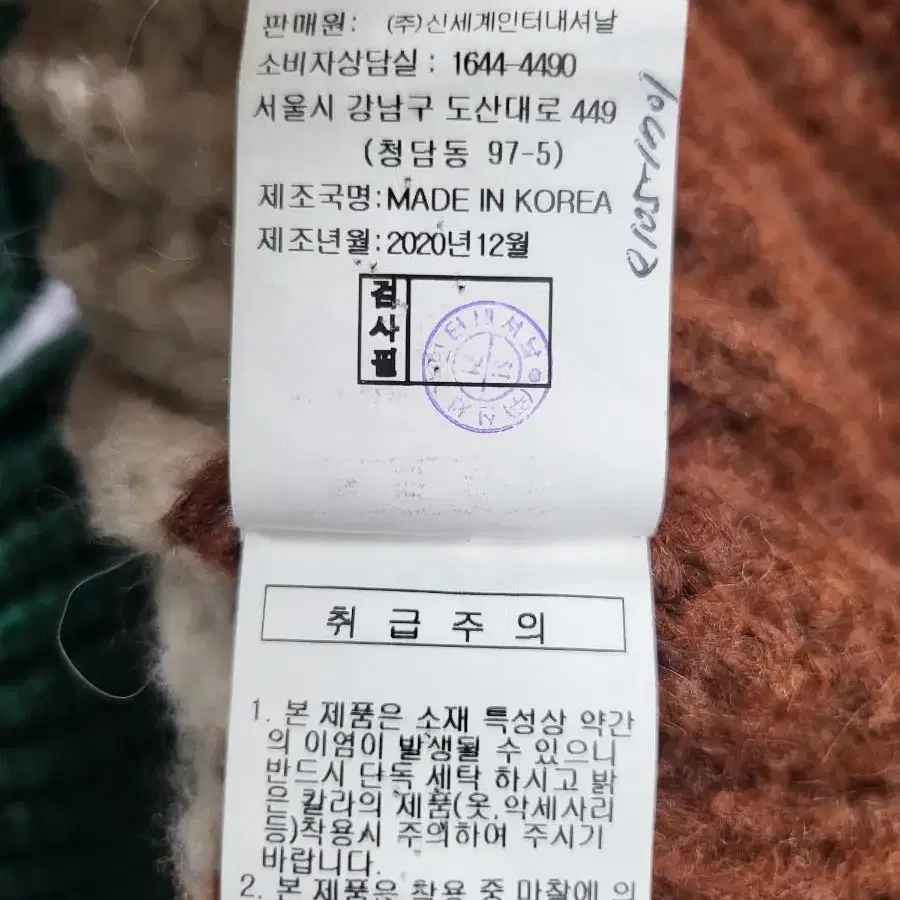 판매원: (주)신세계인터내셔날
소비자상담실 : 1644-4490
서울시 강남구 도산대로 449
(청담동 97-5)
제조국명:MADE IN KOREA
제조년월:2020년12월
검사필
취급주의
1. 본 제품은 소재 특성상 약간
의 이염이 발생될 수 있으니
반드시 단독 세탁 하시고 밝
은 칼라의 제품(옷,악세사리
등)착용시 주의하여 주시기
바랍니다.
2. 본 제품은 착용 중 마찰에 의